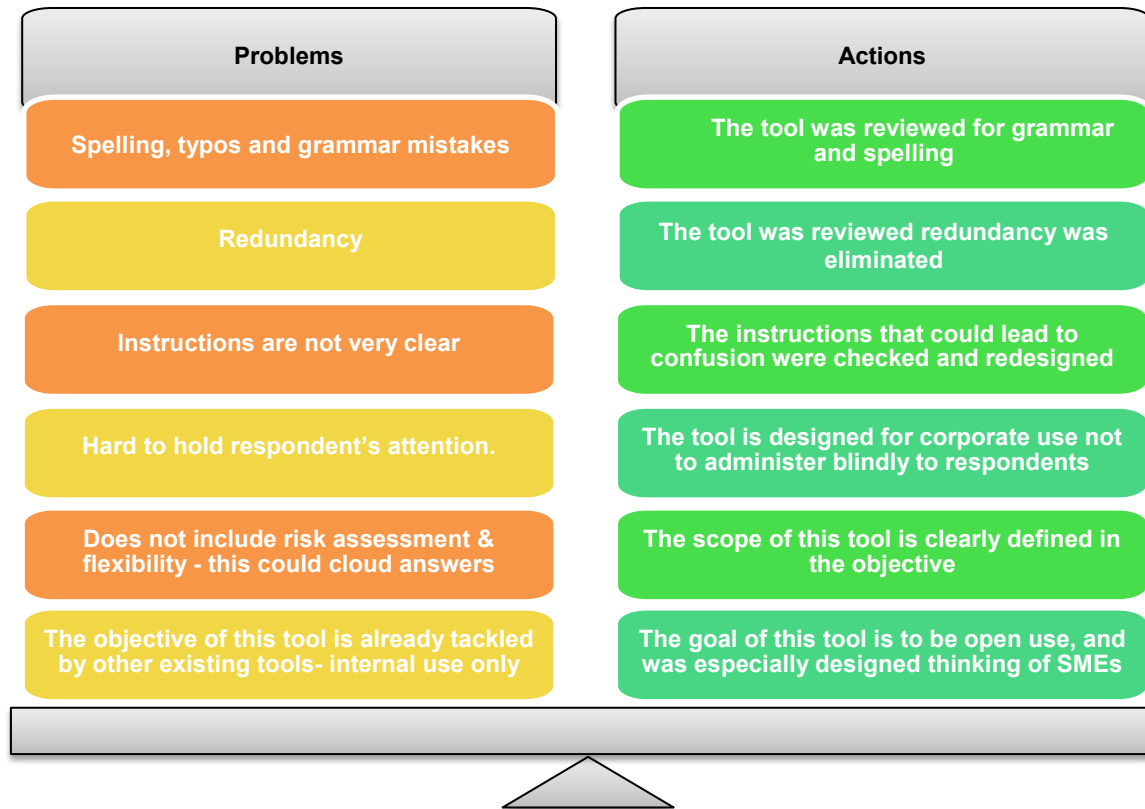 Problems
Actions
Spelling, typos and grammar mistakes
The tool was reviewed for grammar
and spelling
Redundancy
The tool was reviewed redundancy was
eliminated
Instructions are not very clear
The instructions that could lead to
confusion were checked and redesigned
Hard to hold respondent’s attention.
The tool is designed for corporate use not
to administer blindly to respondents
Does not include risk assessment &
flexibility - this could cloud answers
The scope of this tool is clearly defined in
the objective
The objective of this tool is already tackled
by other existing tools- internal use only
The goal of this tool is to be open use, and
was especially designed thinking of SMEs